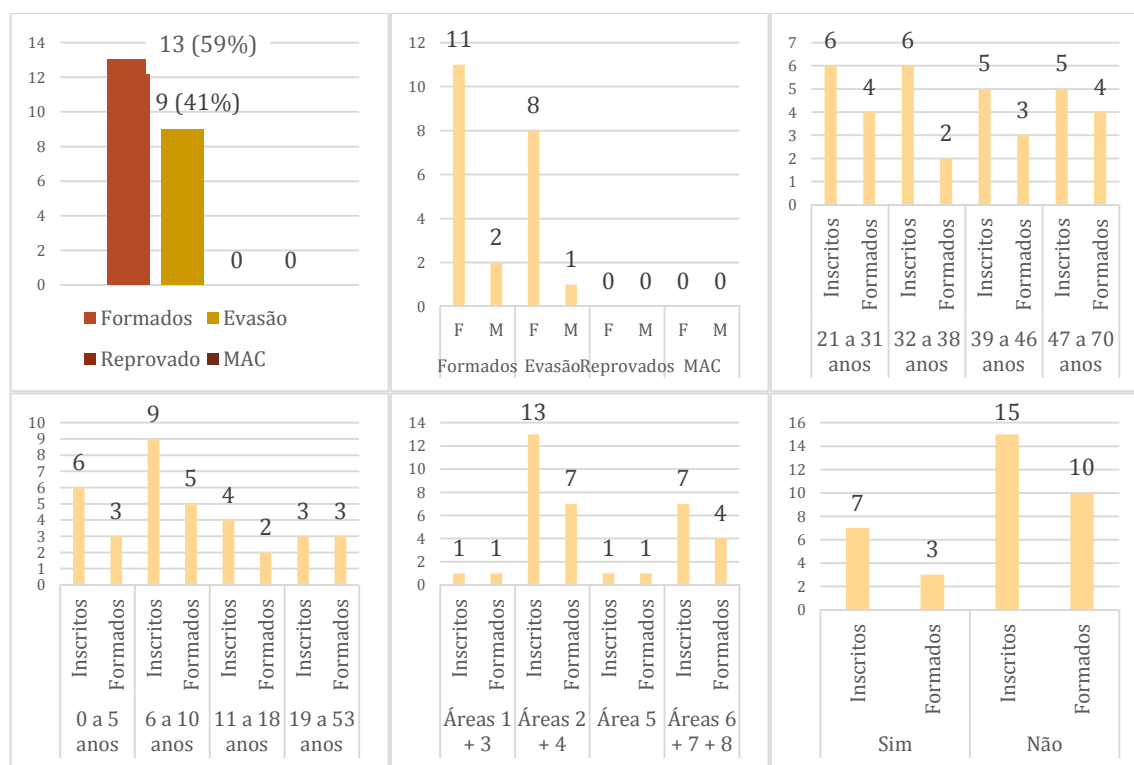 14
12
10
8
6
4
2
0
13 (59%)
9 (41%)
0 0
Formados Evasão
Reprovado MAC
12
10
8
6
4
2
0
11
2
8
1
0 0 0 0
F M F M F M F M
Formados Evasão Reprovados MAC
7
6
5
4
3
2
1
0
6 4 6 2 5 3 5 4
Inscritos
Formados
Inscritos
Formados
Inscritos
Formados
Inscritos
Formados
21 a 31
anos
32 a 38
anos
39 a 46
anos
47 a 70
anos
10
9
8
7
6
5
4
3
2
1
0
6 3 9 5 4 2 3 3
Inscritos
Formados
Inscritos
Formados
Inscritos
Formados
Inscritos
Formados
0 a 5
anos
6 a 10
anos
11 a 18
anos
19 a 53
anos
14
12
10
8
6
4
2
0
1 1 13 7 1 1 7 4
Inscritos
Formados
Inscritos
Formados
Inscritos
Formados
Inscritos
Formados
Áreas 1
+ 3
Áreas 2
+ 4
Área 5
Áreas 6
+ 7 + 8
16
14
12
10
8
6
4
2
0
7 3 15 10
Inscritos
Formados
Inscritos
Formados
Sim Não